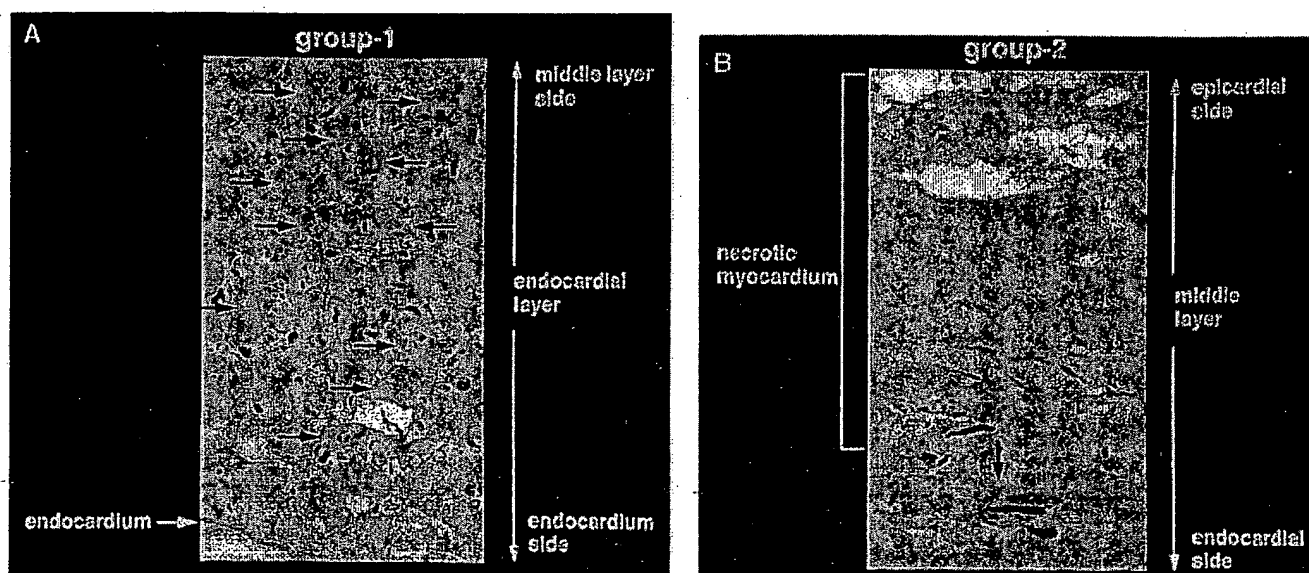 A
group-1
middle layer
side
endocardial
layer
endocardium
endocardium
side
B
group-2
epicardial
side
necrotic
myocardium
middle
layer
endocardial
side